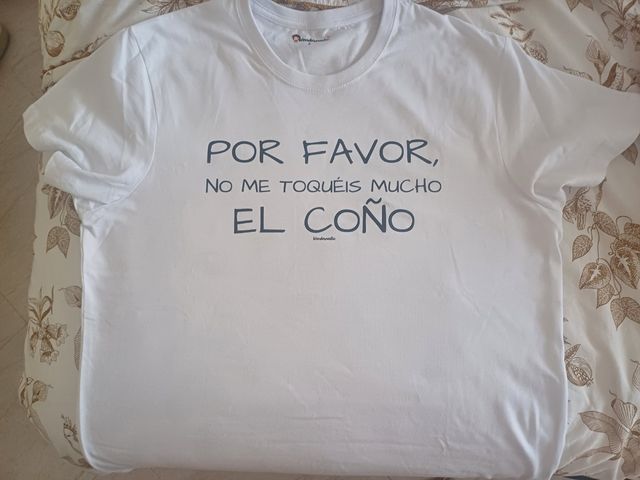 POR FAVOR,
NO ME TOQUÉIS MUCHO
EL COÑO